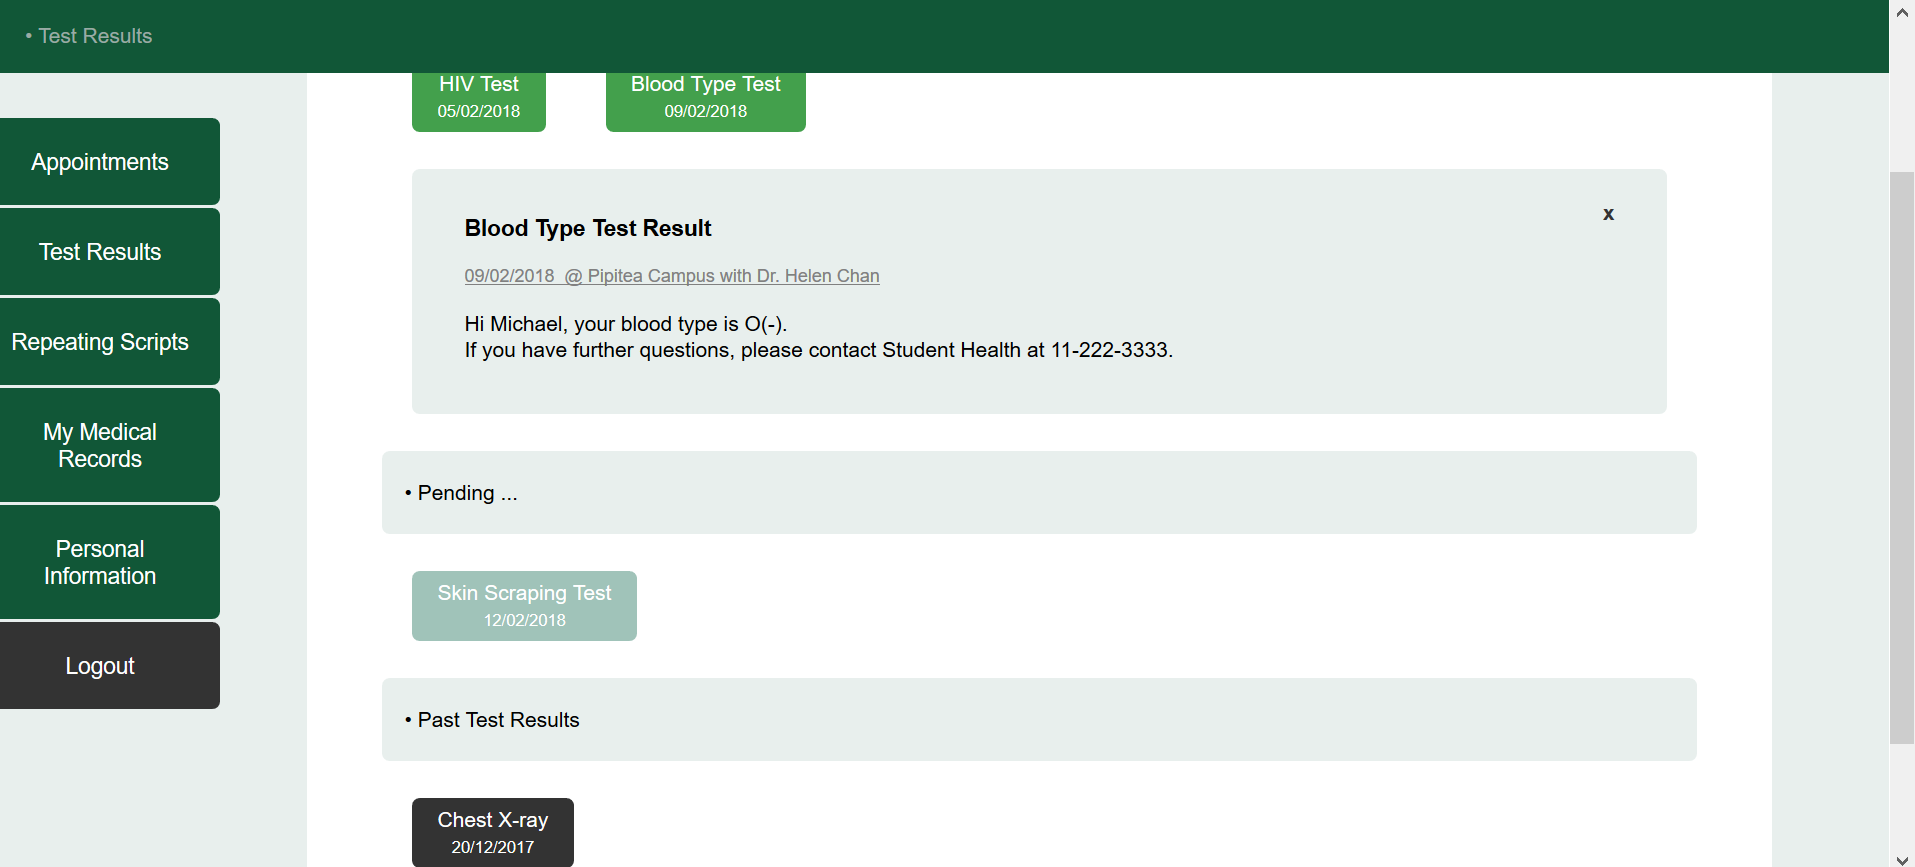 • Test Results
HIV Test
05/02/2018
Blood Type Test
09/02/2018
Appointments
Test Results
Repeating Scripts
My Medical
Records
Personal
Information
Logout
Blood Type Test Result
x
09/02/2018  @ Pipitea Campus with Dr. Helen Chan
Hi Michael, your blood type is O(-).
If you have further questions, please contact Student Health at 11-222-3333.
• Pending ...
Skin Scraping Test
12/02/2018
• Past Test Results
Chest X-ray
20/12/2017